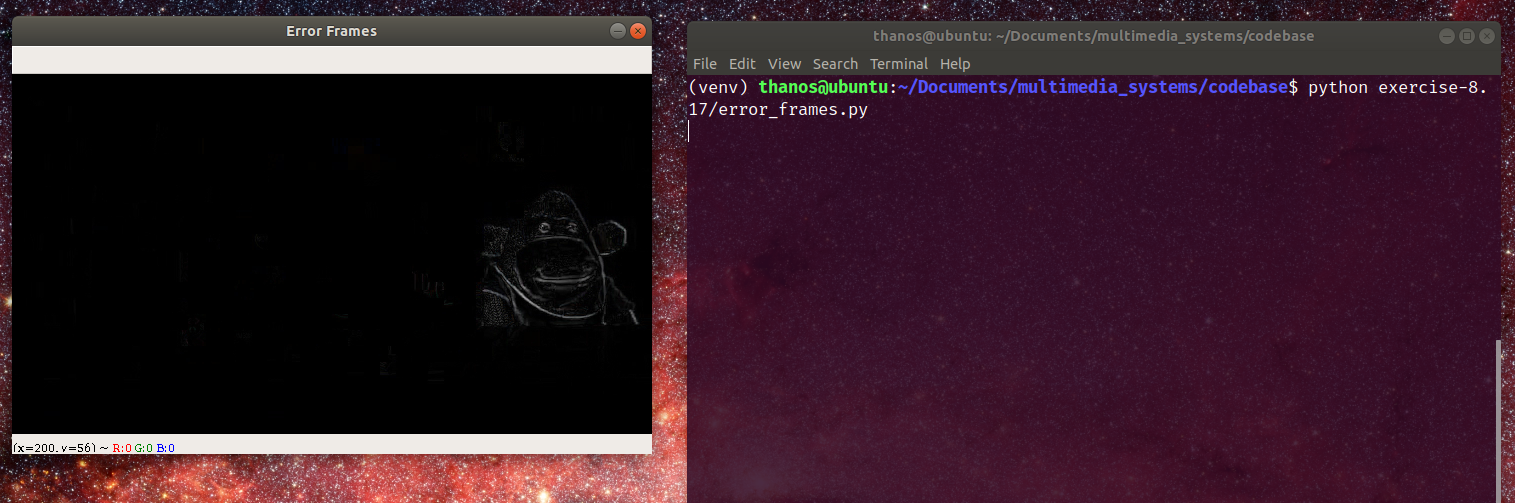 Error Frames
(x=200, y=56) ~ R:0 G:0 B:0
thanos@ubuntu: ~/Documents/multimedia_systems/codebase
File Edit View Search Terminal Help
(venv) thanos@ubuntu:~/Documents/multimedia_systems/codebase$ python exercise-8.
17/error_frames.py